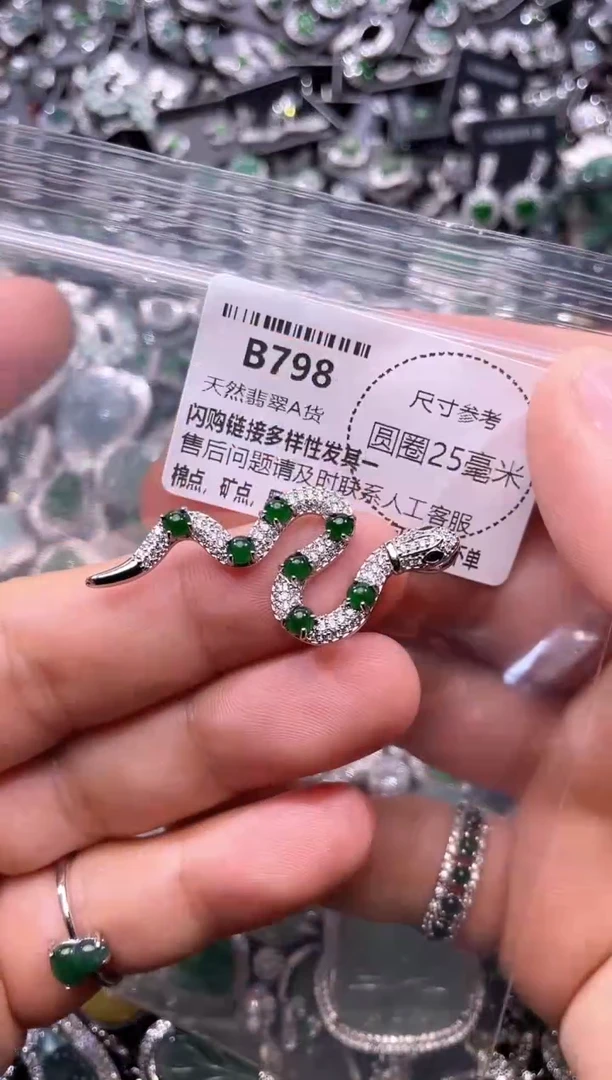 B798
天然翡翠A货
闪购链接多样性发其一
售后问题请及时联系人工客服
棉点，矿点，
单
尺寸参考
圆圈25毫米